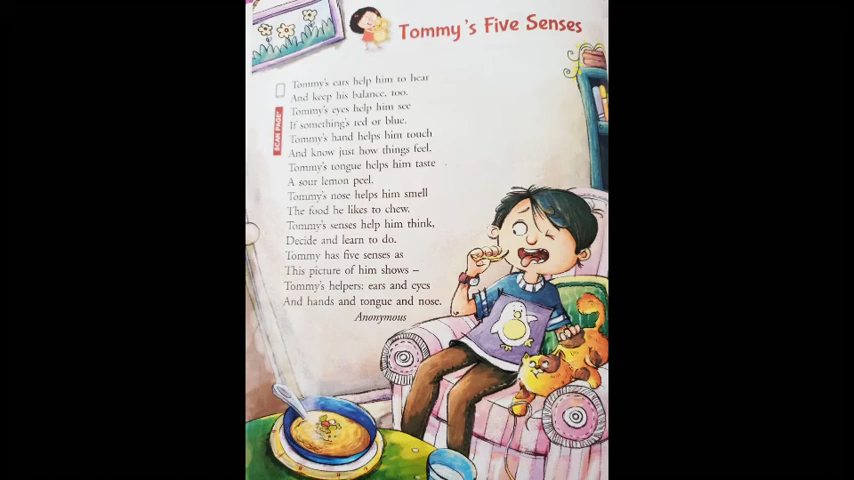 Tommy's Five Senses
Tommy's ears help him to hear
And keep his balance, too.
Tommy's eyes help him see
If something's red or blue.
Tommy's hand helps him touch
And know just how things feel.
Tommy's tongue helps him taste
A sour lemon peel.
Tommy's nose helps him smell
The food he likes to chew.
Tommy's senses help him think,
Decide and learn to do.
Tommy has five senses as
This picture of him shows –
Tommy's helpers: ears and eyes
And hands and tongue and nose.
Anonymous
SCAN PAGE